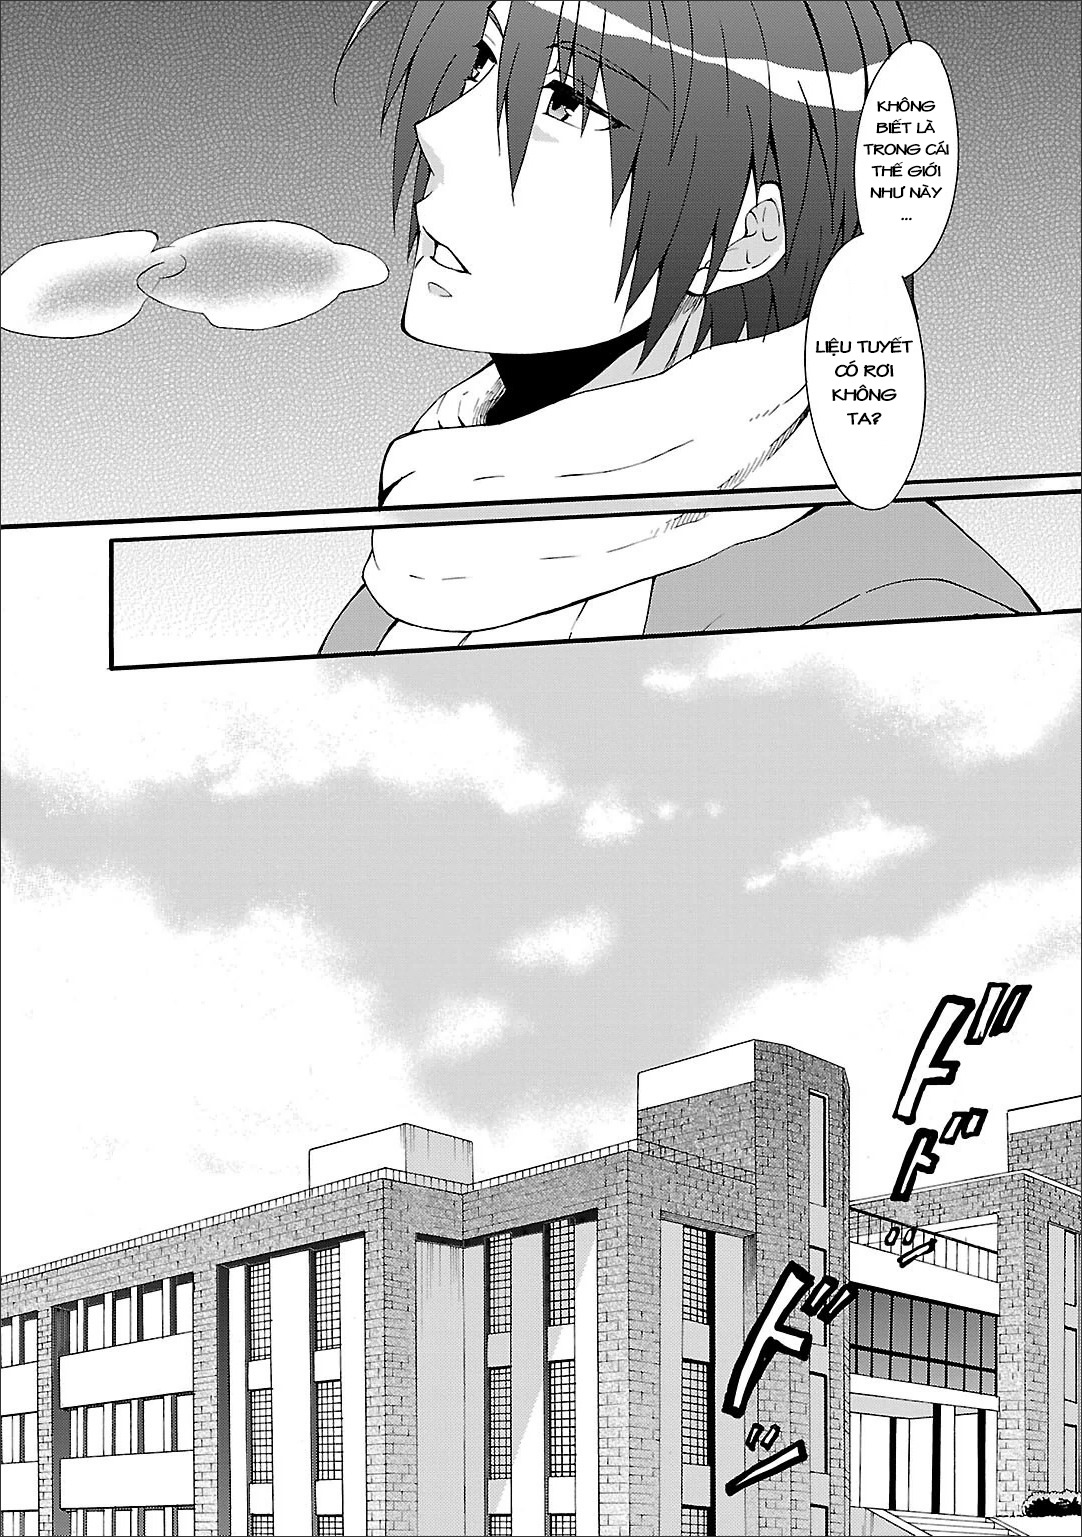 KHÔNG
BIẾT LÀ
TRONG CÁI
THẾ GIỚI
NHƯ NÀY
...
LIỆU TUYẾT
CÓ RƠI
KHÔNG
TA?
ド
ド
ッ
ド
ッ